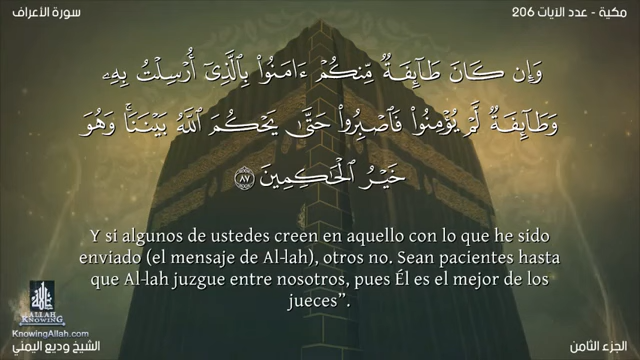 سورة الأعراف
مكية - عدد الآيات 206
وَإِن كَانَ طَآئِفَةٌ مِّنكُمْ ءَامَنُوا۟ بِٱلَّذِىٓ أُرْسِلْتُ بِهِۦ
وَطَآئِفَةٌ لَّمْ يُؤْمِنُوا۟ فَٱصْبِرُوا۟ حَتَّىٰ يَحْكُمَ ٱللَّهُ بَيْنَنَا ۚ وَهُوَ
خَيْرُ ٱلْحَـٰكِمِينَ ٨٧
Y si algunos de ustedes creen en aquello con lo que he sido
enviado (el mensaje de Al-lah), otros no. Sean pacientes hasta
que Al-lah juzgue entre nosotros, pues Él es el mejor de los
jueces”.
ALLAH
KNOWING
KnowingAllah.com
الشيخ وديع اليمني
الجزء الثامن